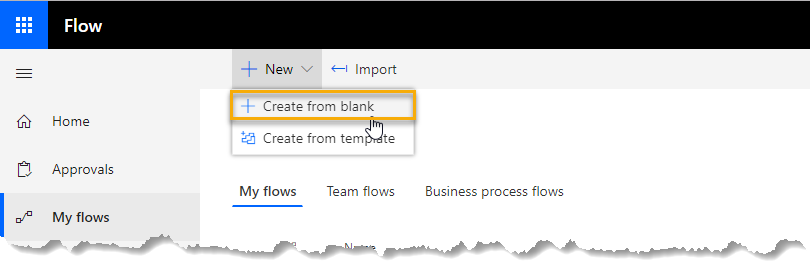 Flow
New
Import
Create from blank
Home
Create from template
Approvals
My flows
Team flows
Business process flows
My flows